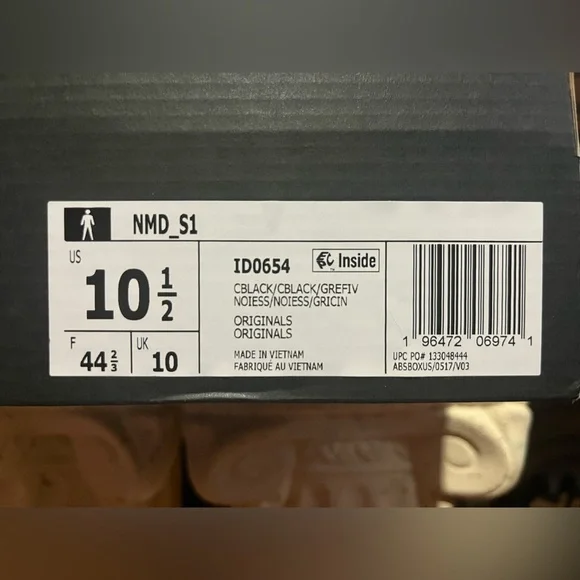 NMD_S1
US
10 1/2
F
44 2/3
UK
10
ID0654
Inside
CBLACK/CBLACK/GREFIV
NOIESS/NOIESS/GRICIN
ORIGINALS
ORIGINALS
MADE IN VIETNAM
FABRIQUÉ AU VIETNAM
1 96472 06974 1
UPC PO# 133048444
ABSBOXUS/0517/V03